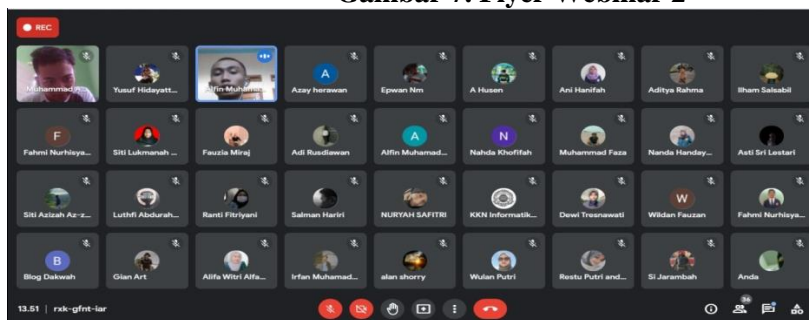 Gambar 7. Flyer Webinar 2
REC
Muhammad A...
Yusuf Hidayatt...
Alfin Muhamad...
Azay horawan
Epwan Nm
A Husen
Ani Hanifah
Aditya Rahma
Ilham Salsabil
F
Fahmi Nurhisya...
Siti Lukmanah ...
Fauzia Miraj
Adi Rusdiawan
A
Alfin Muhamad...
N
Nahda Khofifah
Muhammad Faza
Nanda Handay...
Asti Sri Lestari
Siti Azizah Az-z...
Luthfi Abdurah...
Ranti Fitriyani
Salman Hariri
NURYAH SAFITRI
KKN Informatik...
Dewi Tresnawati
W
Wildan Fauzan
Fahmi Nurhisya...
B
Blog Dakwah
Gian Art
Alifa Witri Alfa...
Irfan Muhamad...
alan shorry
Wulan Putri
Restu Putri and...
Si Jarambah
Anda
13.51 | rxk-gfnt-iar
36